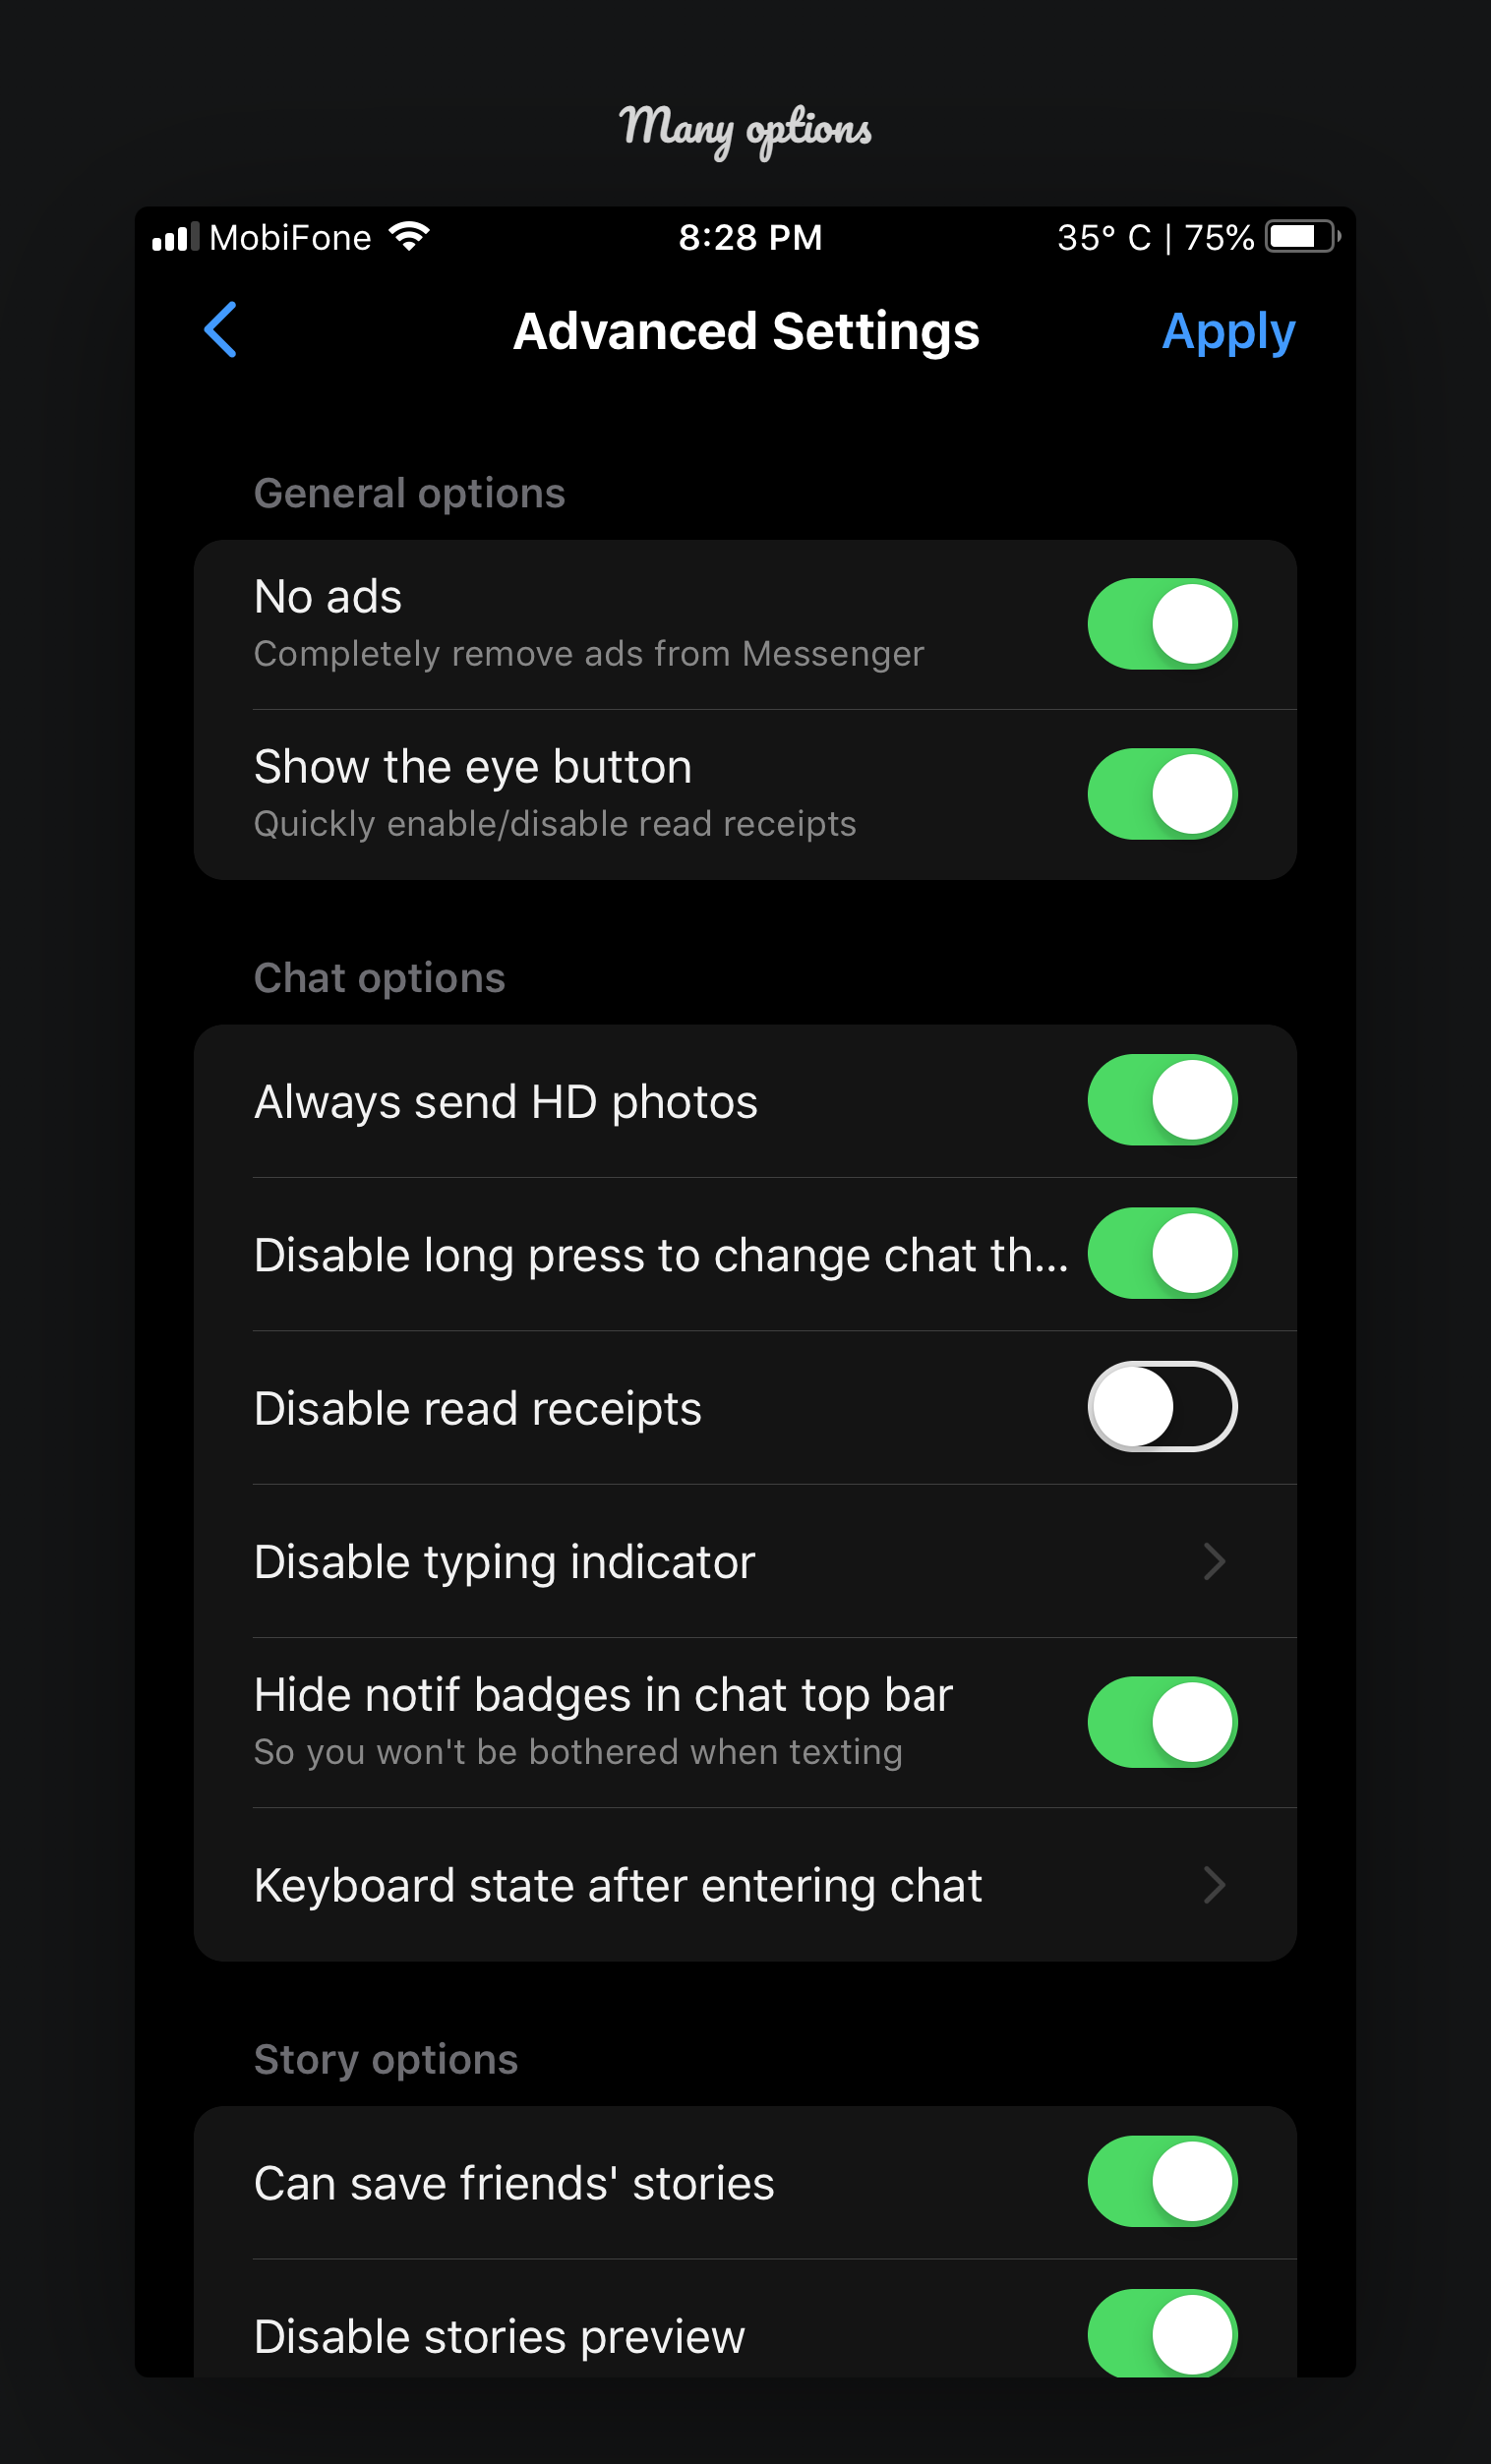 Many options
MobiFone 8:28 PM 35° C | 75%
Advanced Settings Apply
General options
No ads
Completely remove ads from Messenger
Show the eye button
Quickly enable/disable read receipts
Chat options
Always send HD photos
Disable long press to change chat th...
Disable read receipts
Disable typing indicator
Hide notif badges in chat top bar
So you won't be bothered when texting
Keyboard state after entering chat
Story options
Can save friends' stories
Disable stories preview